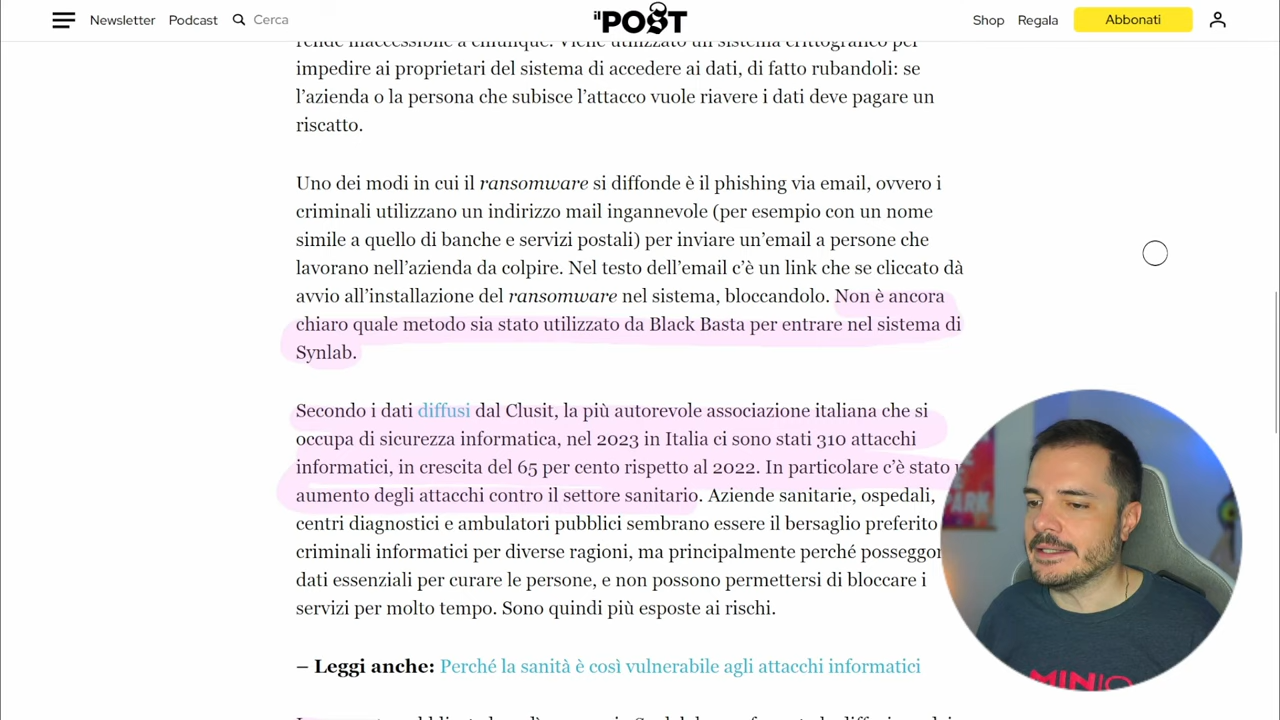 Newsletter Podcast Cerca il POST Shop Regala Abbonati
impedire ai proprietari del sistema di accedere ai dati, di fatto rubandoli: se
l’azienda o la persona che subisce l’attacco vuole riavere i dati deve pagare un
riscatto.
Uno dei modi in cui il ransomware si diffonde è il phishing via email, ovvero i
criminali utilizzano un indirizzo mail ingannevole (per esempio con un nome
simile a quello di banche e servizi postali) per inviare un’email a persone che
lavorano nell’azienda da colpire. Nel testo dell’email c’è un link che se cliccato dà
avvio all’installazione del ransomware nel sistema, bloccandolo. Non è ancora
chiaro quale metodo sia stato utilizzato da Black Basta per entrare nel sistema di
Synlab.
Secondo i dati diffusi dal Clusit, la più autorevole associazione italiana che si
occupa di sicurezza informatica, nel 2023 in Italia ci sono stati 310 attacchi
informatici, in crescita del 65 per cento rispetto al 2022. In particolare c’è stato
aumento degli attacchi contro il settore sanitario. Aziende sanitarie, ospedali,
centri diagnostici e ambulatori pubblici sembrano essere il bersaglio preferito
criminali informatici per diverse ragioni, ma principalmente perché
dati essenziali per curare le persone, e non possono permettersi di bloccare i
servizi per molto tempo. Sono quindi più esposte ai rischi.
– Leggi anche: Perché la sanità è così vulnerabile agli attacchi informatici